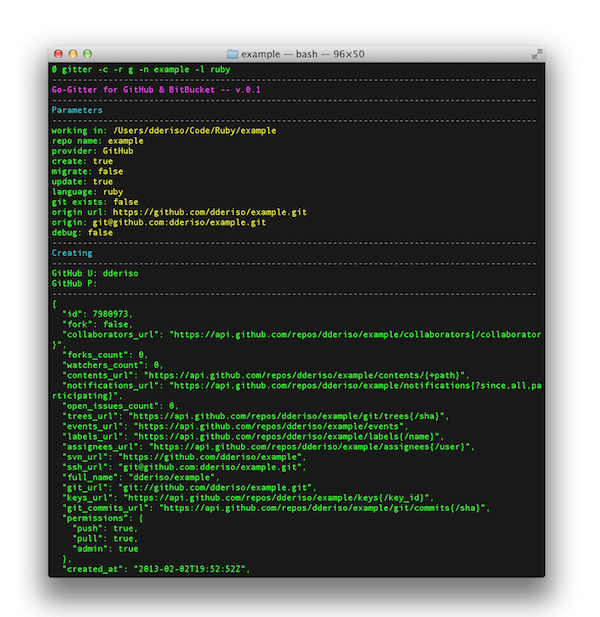 example — bash — 96×50
0 gitter -c -r g -n example -l ruby
Go-Gitter for GitHub & BitBucket -- v.0.1
Parameters
working in: /Users/dderiso/Code/Ruby/example
repo name: example
provider: GitHub
create: true
migrate: false
update: true
language: ruby
git exists: false
origin url: https://github.com/dderiso/example.git
origin: git@github.com:dderiso/example.git
debug: false
Creating
GitHub U: dderiso
GitHub P:
{
"id": 7980973,
"fork": false,
"collaborators_url": "https://api.github.com/repos/dderiso/example/collaborators{/collaborator
}",
"forks_count": 0,
"watchers_count": 0,
"contents_url": "https://api.github.com/repos/dderiso/example/contents/{+path}",
"notifications_url": "https://api.github.com/repos/dderiso/example/notifications{?since,all,pa
rticipating}",
"open_issues_count": 0,
"trees_url": "https://api.github.com/repos/dderiso/example/git/trees{/sha}",
"events_url": "https://api.github.com/repos/dderiso/example/events",
"labels_url": "https://api.github.com/repos/dderiso/example/labels{/name}",
"assignees_url": "https://api.github.com/repos/dderiso/example/assignees{/user}",
"svn_url": "https://github.com/dderiso/example",
"ssh_url": "git@github.com:dderiso/example.git",
"full_name": "dderiso/example",
"git_url": "git://github.com/dderiso/example.git",
"keys_url": "https://api.github.com/repos/dderiso/example/keys{/key_id}",
"git_commits_url": "https://api.github.com/repos/dderiso/example/git/commits{/sha}",
"permissions": {
"push": true,
"pull": true,
"admin": true
},
"created_at": "2013-02-02T19:52:52Z",